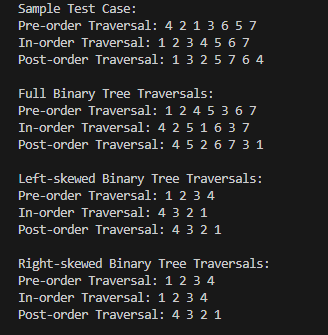 Sample Test Case:
Pre-order Traversal: 4 2 1 3 6 5 7
In-order Traversal: 1 2 3 4 5 6 7
Post-order Traversal: 1 3 2 5 7 6 4
Full Binary Tree Traversals:
Pre-order Traversal: 1 2 4 5 3 6 7
In-order Traversal: 4 2 5 1 6 3 7
Post-order Traversal: 4 5 2 6 7 3 1
Left-skewed Binary Tree Traversals:
Pre-order Traversal: 1 2 3 4
In-order Traversal: 4 3 2 1
Post-order Traversal: 4 3 2 1
Right-skewed Binary Tree Traversals:
Pre-order Traversal: 1 2 3 4
In-order Traversal: 1 2 3 4
Post-order Traversal: 4 3 2 1